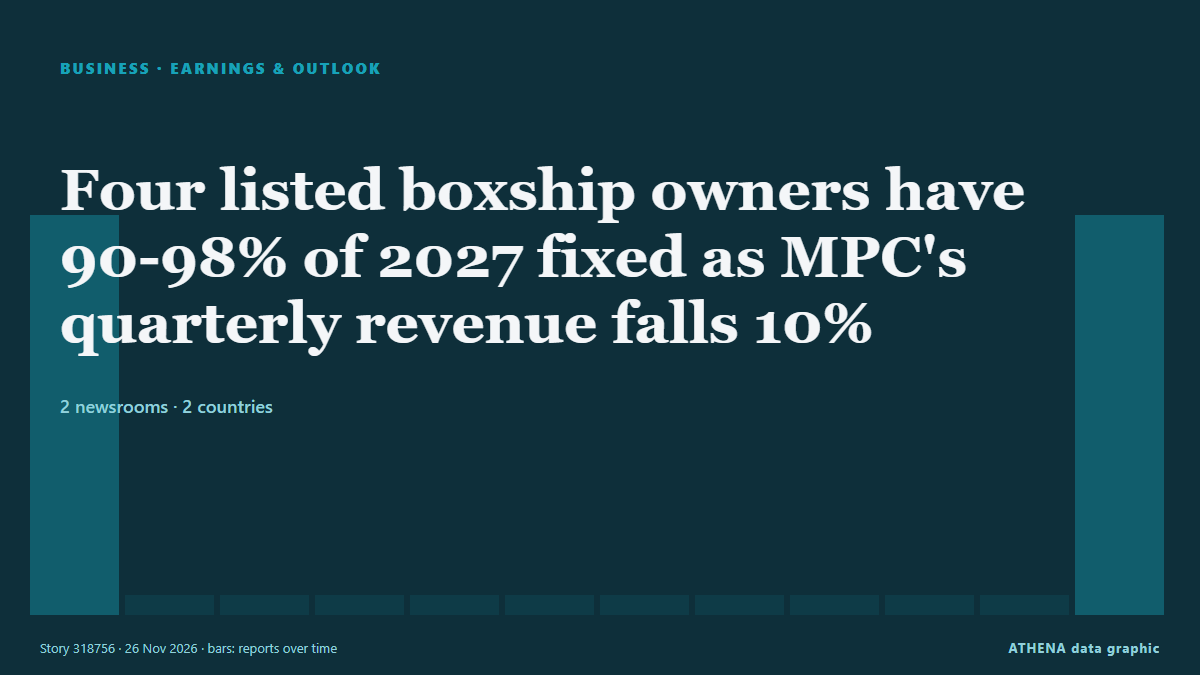 BUSINESS · EARNINGS & OUTLOOK
Four listed boxship owners have
90-98% of 2027 fixed as MPC's
quarterly revenue falls 10%
2 newsrooms · 2 countries
Story 318756 · 26 Nov 2026 · bars: reports over time
ATHENA data graphic